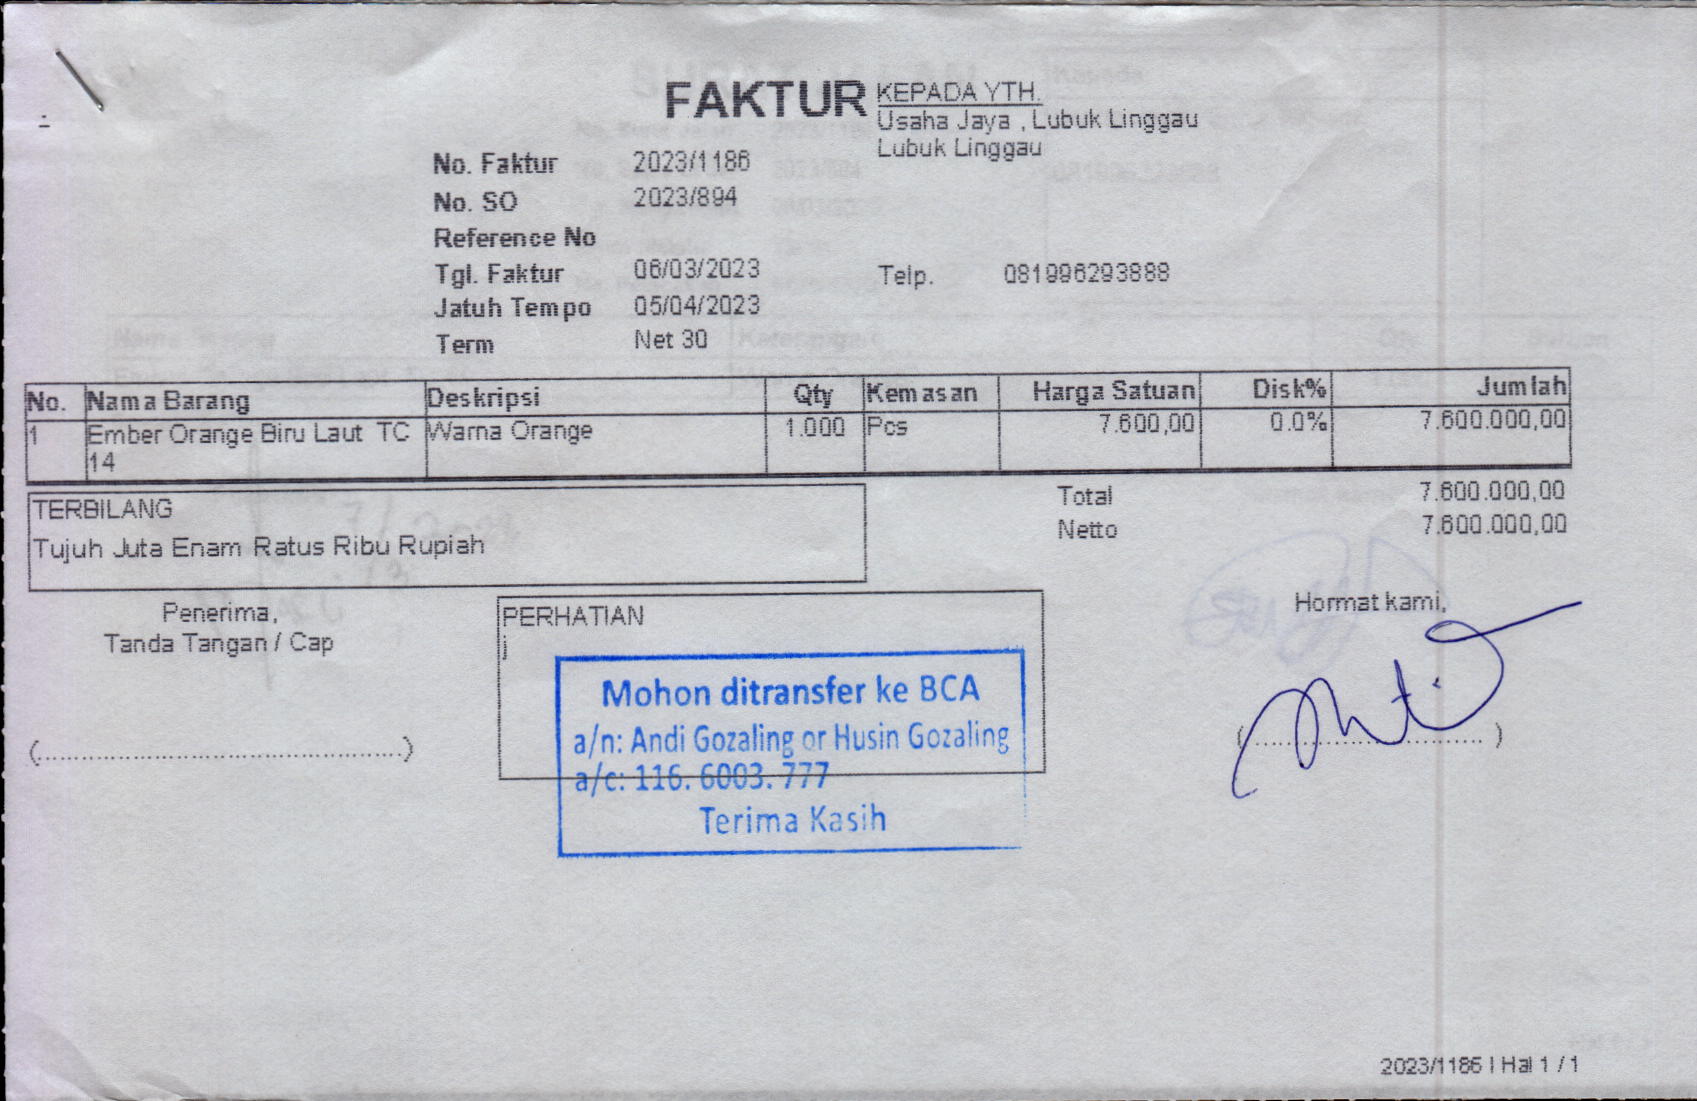 FAKTUR
KEPADA YTH.
Usaha Jaya , Lubuk Linggau
Lubuk Linggau
No. Faktur 2023/1186
No. SO 2023/894
Reference No
Tgl. Faktur 06/03/2023
Telp. 081996293888
Jatuh Tempo 05/04/2023
Term Net 30
No. Nama Barang Deskripsi Qty Kemasan Harga Satuan Disk% Jumlah
1 Ember Orange Biru Laut TC 14 Warna Orange 1.000 Pcs 7.600,00 0.0% 7.600.000,00
Total 7.600.000,00
Netto 7.600.000,00
TERBILANG
Tujuh Juta Enam Ratus Ribu Rupiah
Penerima,
Tanda Tangan / Cap
(..............................................)
PERHATIAN
j
Mohon ditransfer ke BCA
a/n: Andi Gozaling or Husin Gozaling
a/c: 116. 6003. 777
Terima Kasih
Hormat kami,
(.............................. )
2023/1186 | Hal 1 / 1